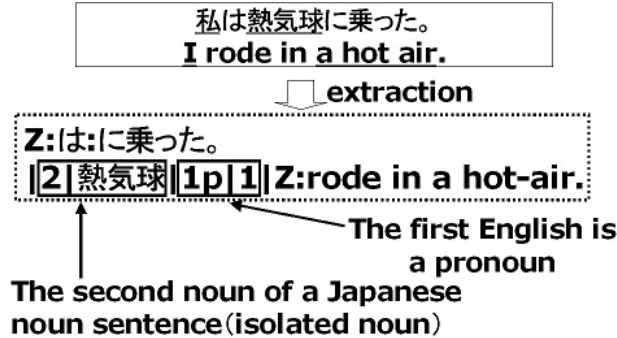 私は熱気球に乗った。
I rode in a hot air.
extraction
Z:は:に乗った。
|2|熱気球|1p|1|Z:rode in a hot-air.
The first English is
a pronoun
The second noun of a Japanese
noun sentence(isolated noun)